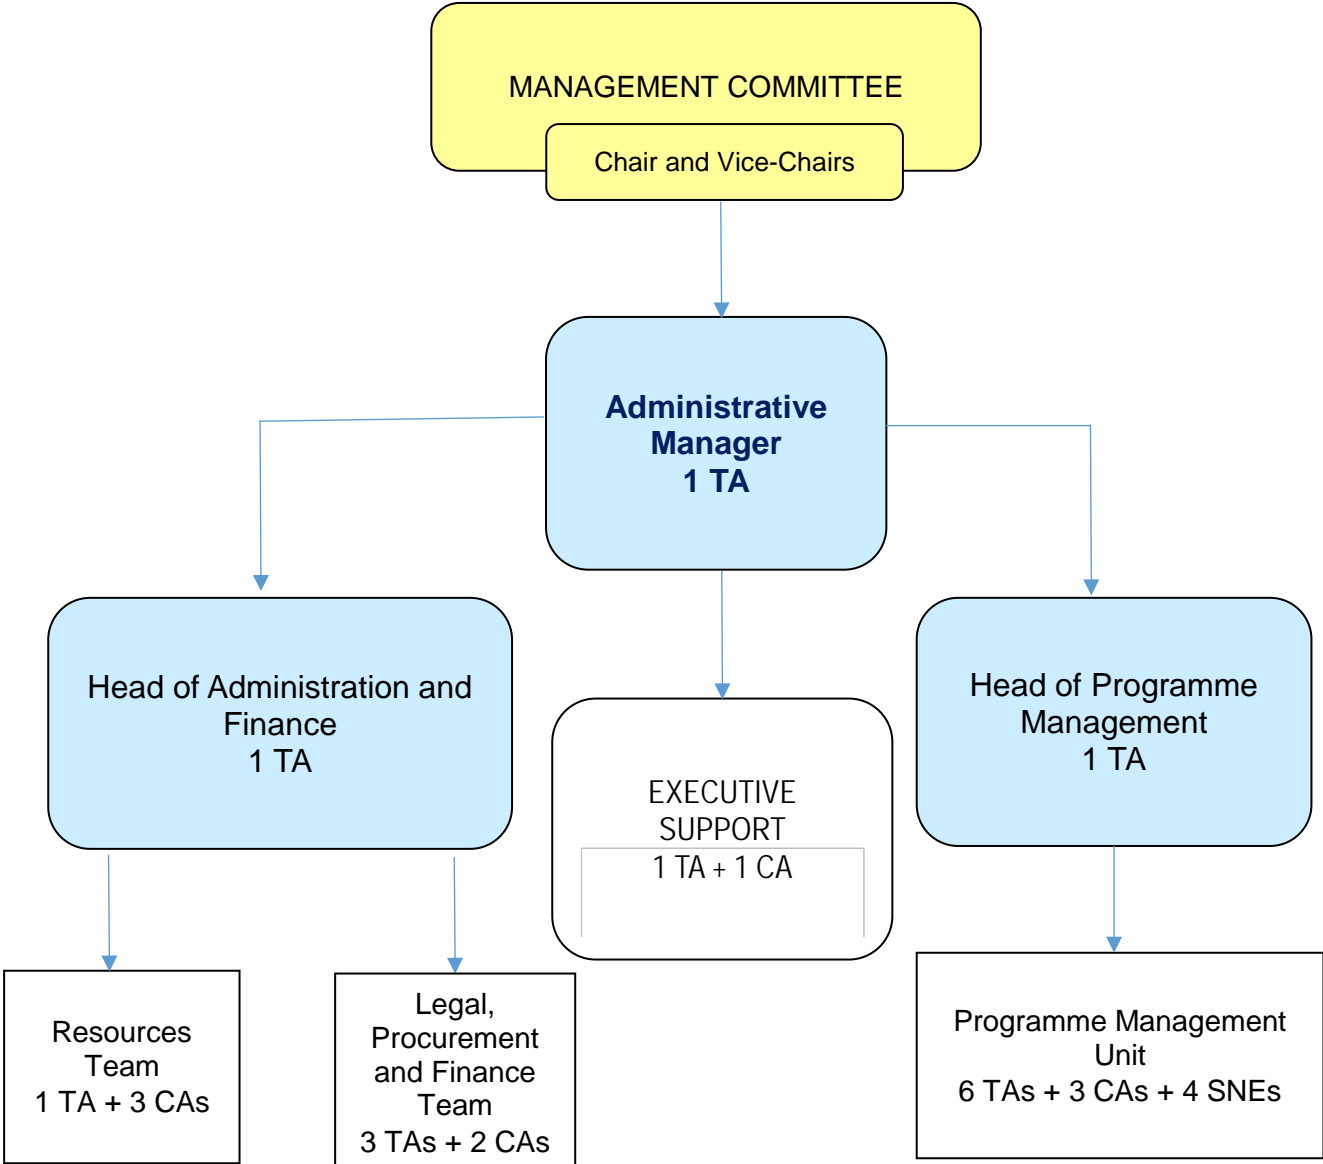 MANAGEMENT COMMITTEE
Chair and Vice-Chairs
Administrative
Manager
1 TA
Head of Administration and
Finance
1 TA
Head of Programme
Management
1 TA
EXECUTIVE
SUPPORT
1 TA + 1 CA
Resources
Team
1 TA + 3 CAs
Legal,
Procurement
and Finance
Team
3 TAs + 2 CAs
Programme Management
Unit
6 TAs + 3 CAs + 4 SNEs